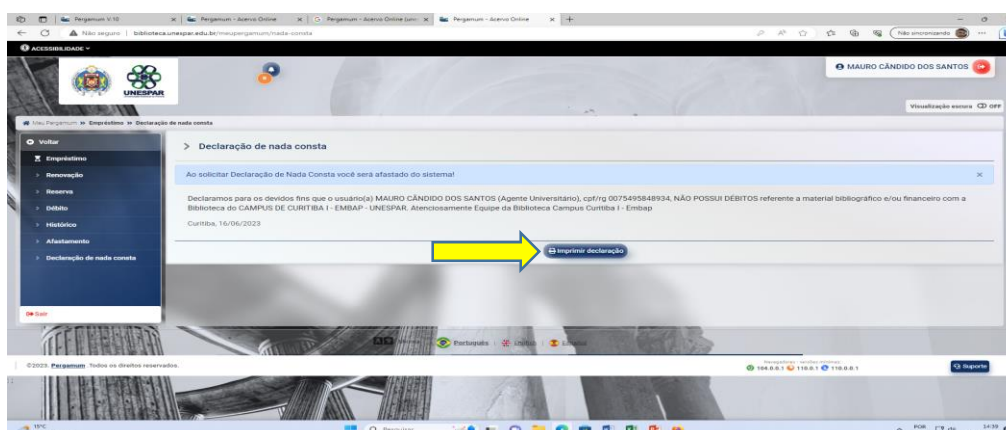 Pergamum V.10
Pergamum - Acervo Online
Pergamum - Acervo Online
Pergamum - Acervo Online
Não seguro | biblioteca.unespar.edu.br/meupergamum/nada-consta
Não sincronizando
ACESSIBILIDADE
UNESPAR
MAURO CÂNDIDO DOS SANTOS
Visualização sonora OFF
Meu Pergamum » Empréstimo » Declaração de nada consta
Voltar
Empréstimo
Renovação
Reserva
Débito
Histórico
Afastamento
Declaração de nada consta
Sair
Declaração de nada consta
Ao solicitar Declaração de Nada Consta você será afastado do sistema!
Declaramos para os devidos fins que o usuário(a) MAURO CÂNDIDO DOS SANTOS (Agente Universitário), cpf/rg 0075495848934, NÃO POSSUI DÉBITOS referente a material bibliográfico e/ou financeiro com a
Biblioteca do CAMPUS DE CURITIBA I - EMBAP - UNESPAR. Atenciosamente Equipe da Biblioteca Campus Curitiba I - Embap
Curitiba, 16/06/2023
Imprimir declaração
Português
©2023. Pergamum. Todos os direitos reservados.
Suporte
15°C
Pesquisar
POR
14:39